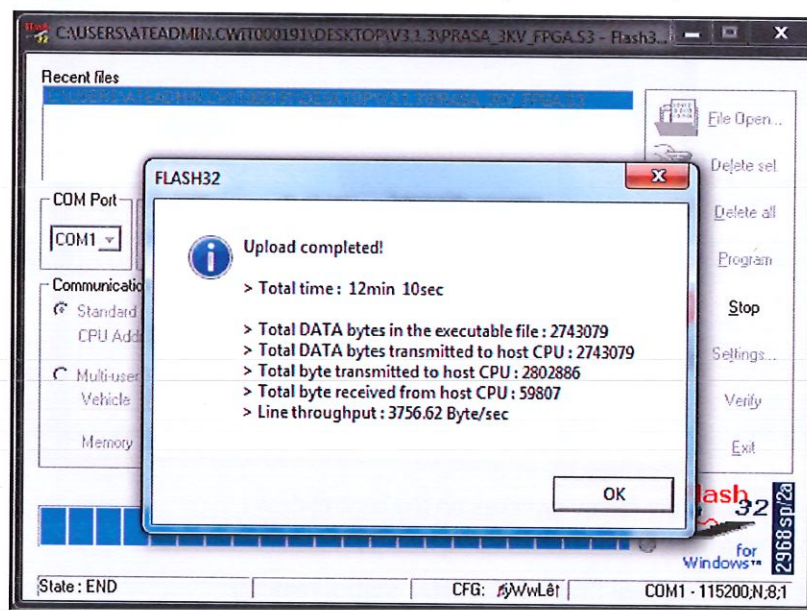 C:\USERS\ATEADMIN.CWIT000191\DESKTOP\V3.1.3\PRASA_3KV_FPGA.S3 - Flash3...
Recent files
File Open...
Delete sel.
Delete all
Program
Stop
Settings...
Verify
Exit
COM Port
COM1
Communicatio
Standard
CPU Add
Multi-user
Vehicle
Memory
FLASH32
Upload completed!
> Total time : 12min 10sec
> Total DATA bytes in the executable file : 2743079
> Total DATA bytes transmitted to host CPU : 2743079
> Total byte transmitted to host CPU : 2802886
> Total byte received from host CPU : 59807
> Line throughput : 3756.62 Byte/sec
OK
lash
32
for
Windows™
2968sp/2a
State : END
CFG:
COM1 - 115200;N;8;1